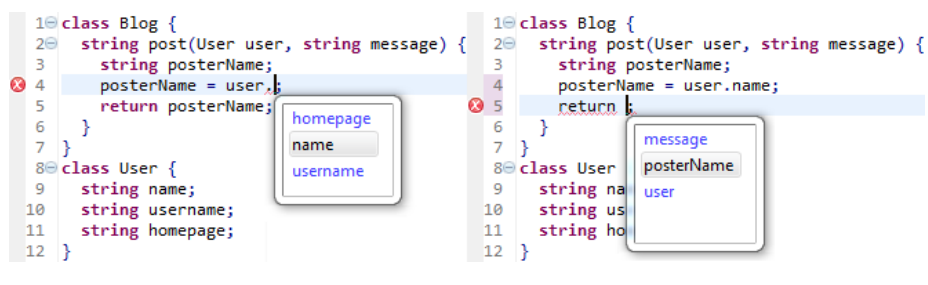 1 class Blog {
2 string post(User user, string message) {
3 string posterName;
4 posterName = user.;
5 return posterName;
6 }
7 }
8 class User {
9 string name;
10 string username;
11 string homepage;
12 }
homepage
name
username
1 class Blog {
2 string post(User user, string message) {
3 string posterName;
4 posterName = user.name;
5 return ;
6 }
7 }
8 class User
9 string na
10 string us
11 string ho
12 }
message
posterName
user